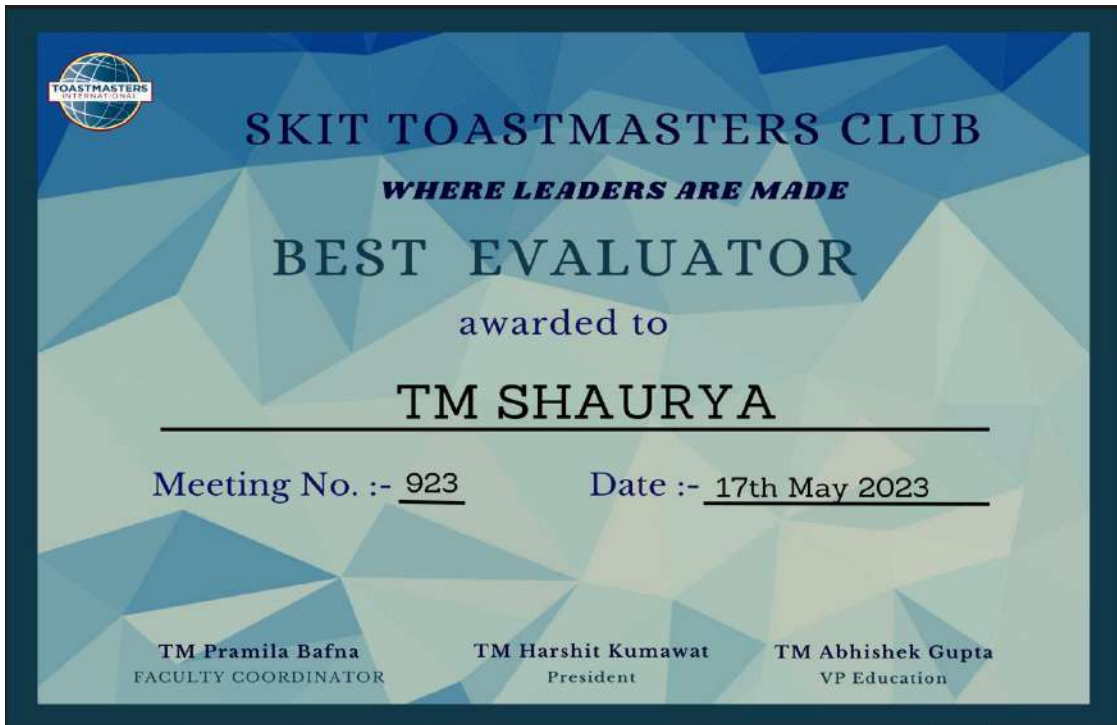 TOASTMASTERS
INTERNATIONAL
SKIT TOASTMASTERS CLUB
WHERE LEADERS ARE MADE
BEST EVALUATOR
awarded to
TM SHAURYA
Meeting No. :- 923 Date :- 17th May 2023
TM Pramila Bafna TM Harshit Kumawat TM Abhishek Gupta
FACULTY COORDINATOR President VP Education